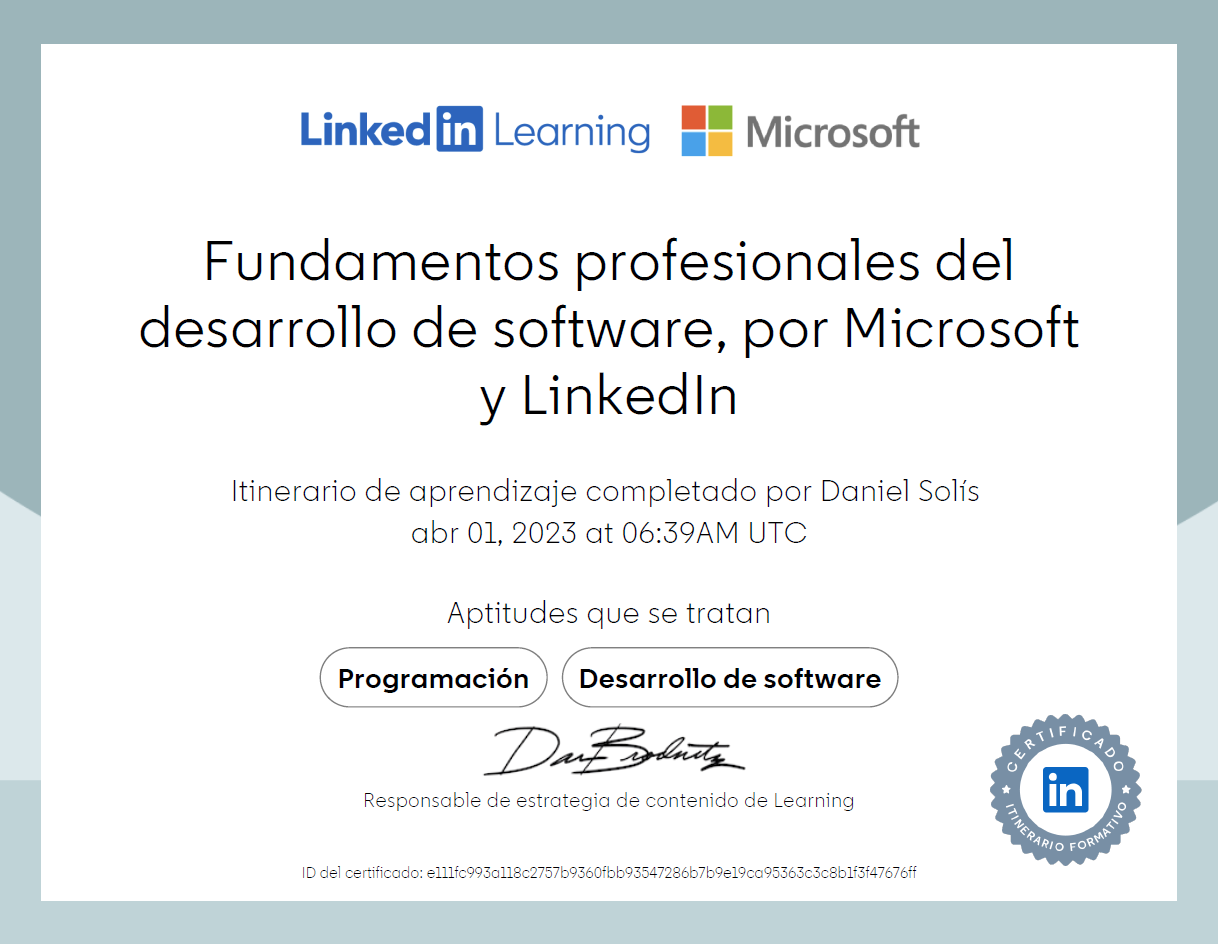 LinkedIn Learning Microsoft
Fundamentos profesionales del
desarrollo de software, por Microsoft
y LinkedIn
Itinerario de aprendizaje completado por Daniel Solís
abr 01, 2023 at 06:39AM UTC
Aptitudes que se tratan
Programación Desarrollo de software
Dan Brodnitz
Responsable de estrategia de contenido de Learning
CERTIFICADO
in
ITINERARIO FORMATIVO
ID del certificado: e111fc993a118c2757b9360fbb93547286b7b9e19ca95363c3c8b1f3f47676ff